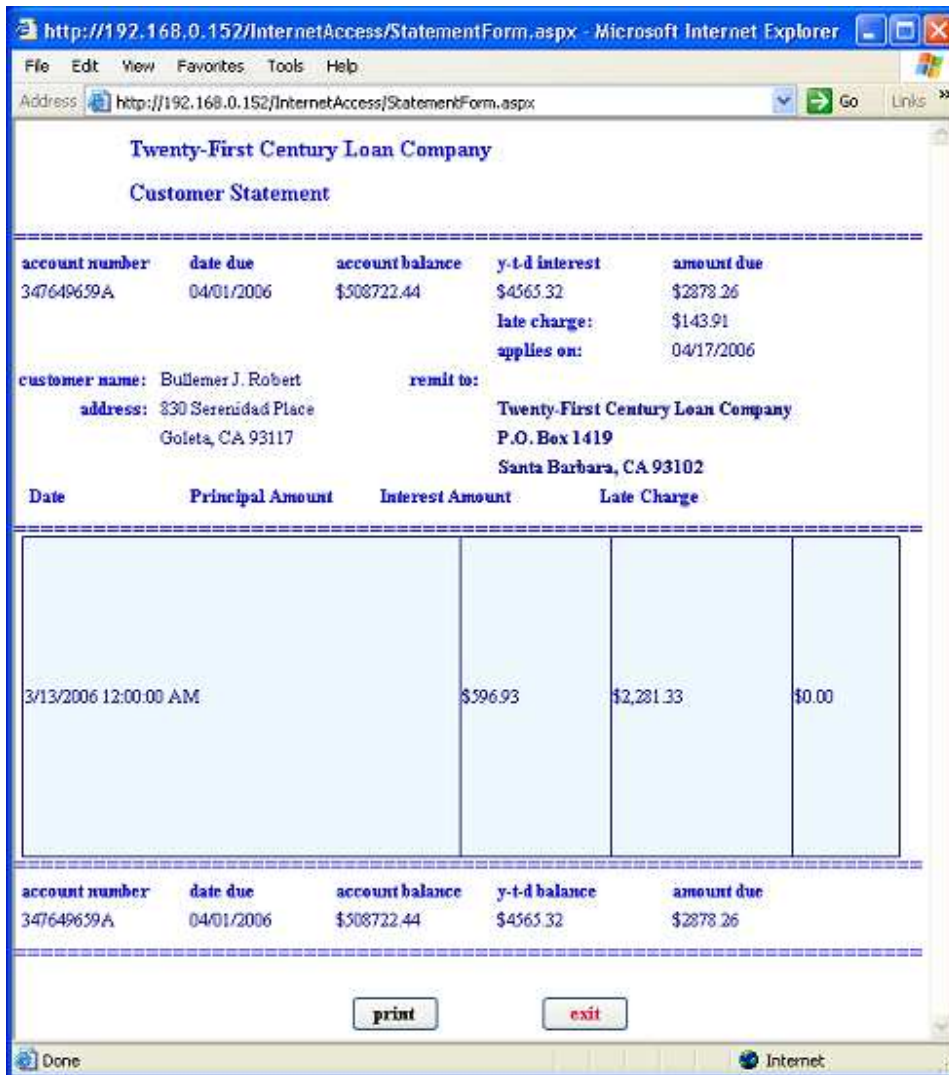 http://192.168.0.152/InternetAccess/StatementForm.aspx - Microsoft Internet Explorer
File Edit View Favorites Tools Help
Address http://192.168.0.152/InternetAccess/StatementForm.aspx Go Links »
Twenty-First Century Loan Company
Customer Statement
account number date due account balance y-t-d interest amount due
347649659A 04/01/2006 $508722.44 $4565.32 $2878.26
late charge: $143.91
applies on: 04/17/2006
customer name: Bullemer J. Robert remit to:
address: 830 Serenidad Place Twenty-First Century Loan Company
Goleta, CA 93117 P.O. Box 1419
Santa Barbara, CA 93102
Date Principal Amount Interest Amount Late Charge
3/13/2006 12:00:00 AM $596.93 $2,281.33 $0.00
account number date due account balance y-t-d balance amount due
347649659A 04/01/2006 $508722.44 $4565.32 $2878.26
print exit
Done Internet